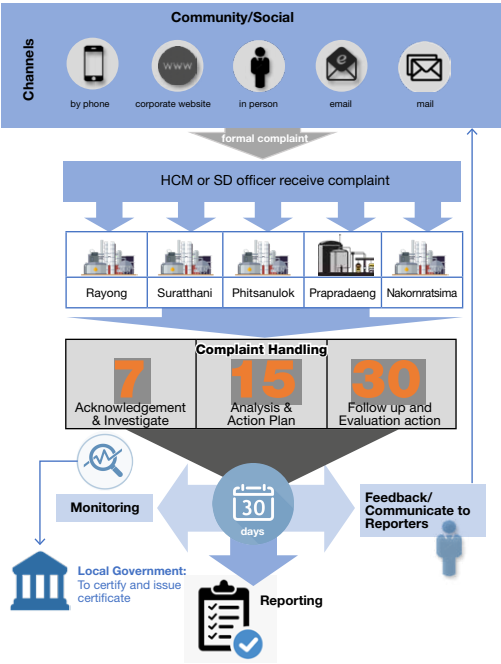 Community/Social
Channels
www
e
by phone
corporate website
in person
email
mail
formal complaint
HCM or SD officer receive complaint
Rayong
Suratthani
Phitsanulok
Prapradaeng
Nakornratsima
Complaint Handling
7
15
30
Acknowledgement
& Investigate
Analysis &
Action Plan
Follow up and
Evaluation action
Monitoring
30
days
Feedback/
Communicate to
Reporters
Local Government:
To certify and issue
certificate
Reporting